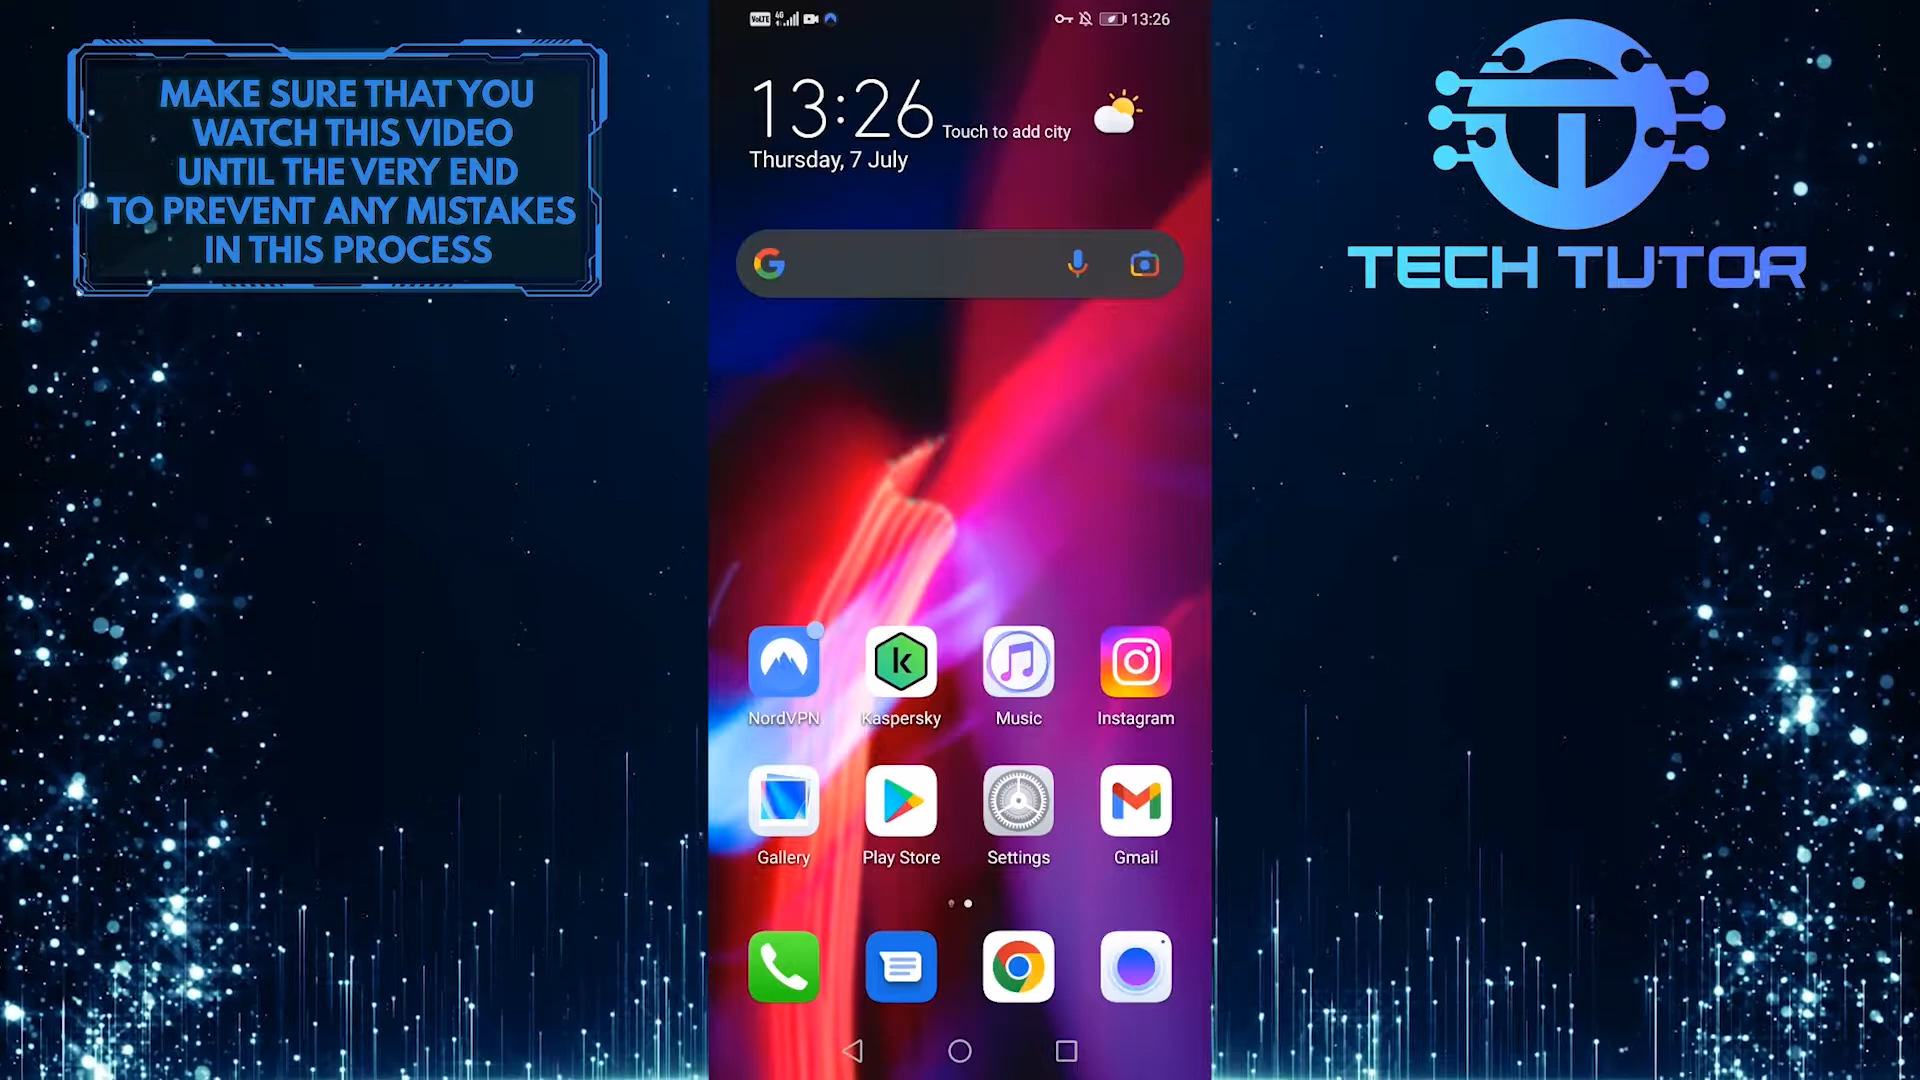 MAKE SURE THAT YOU
WATCH THIS VIDEO
UNTIL THE VERY END
TO PREVENT ANY MISTAKES
IN THIS PROCESS
VoLTE 4G 13:26
13:26 Touch to add city
Thursday, 7 July
NordVPN Kaspersky Music Instagram
Gallery Play Store Settings Gmail
TECH TUTOR